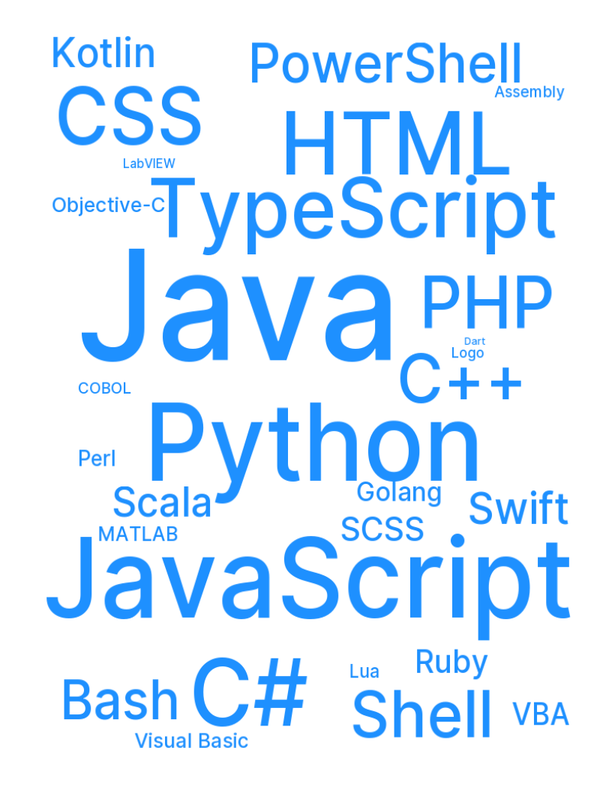 Kotlin
PowerShell
Assembly
CSS
HTML
LabVIEW
Objective-C
TypeScript
Java
PHP
Dart
Logo
C++
COBOL
Python
Perl
Golang
Scala
Swift
SCSS
MATLAB
JavaScript
Ruby
Lua
Bash
C#
Shell
VBA
Visual Basic